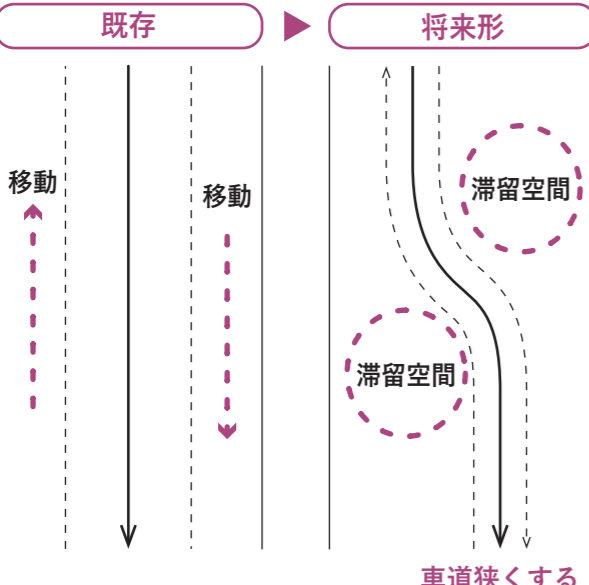 既存
将来形
移動
移動
滞留空間
滞留空間
車道狭くする